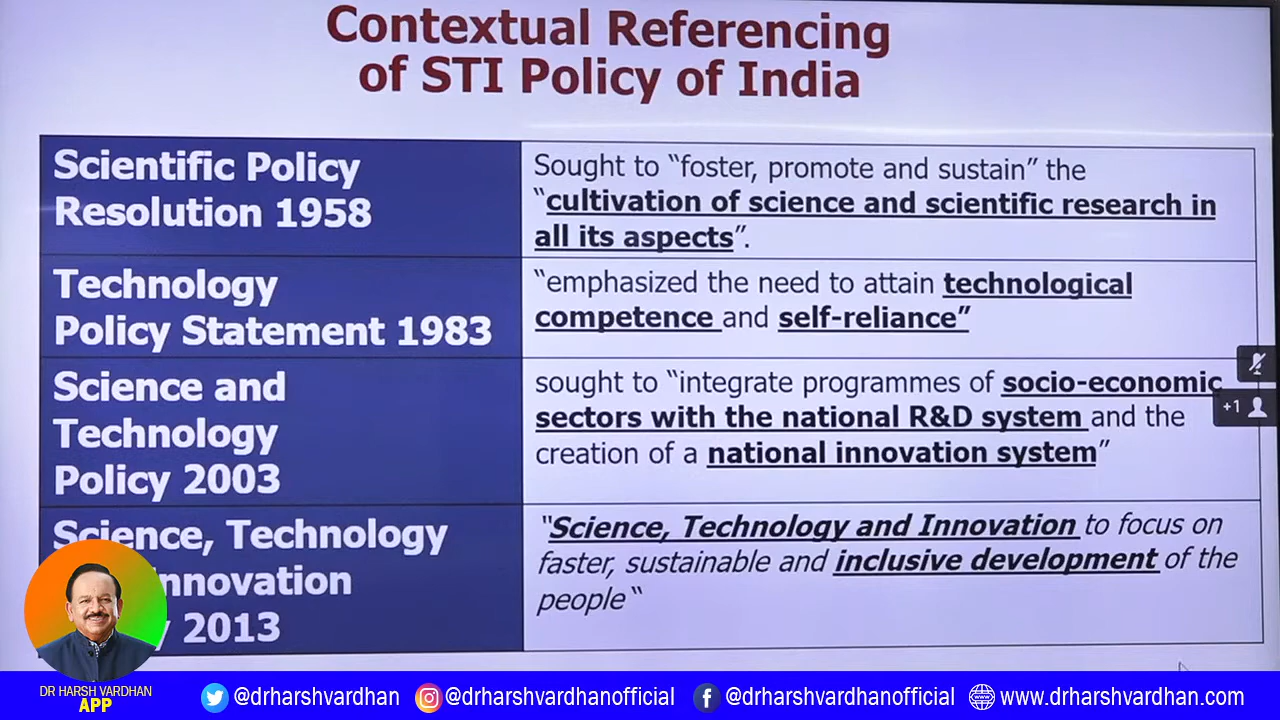 Contextual Referencing
of STI Policy of India
Scientific Policy
Resolution 1958
Sought to “foster, promote and sustain” the
“cultivation of science and scientific research in
all its aspects”.
Technology
Policy Statement 1983
“emphasized the need to attain technological
competence and self-reliance”
Science and
Technology
Policy 2003
sought to “integrate programmes of socio-economic
sectors with the national R&D system and the
creation of a national innovation system”
Science, Technology
nnovation
2013
“Science, Technology and Innovation to focus on
faster, sustainable and inclusive development of the
people “
+1
DR HARSH VARDHAN
APP
@drharshvardhan
@drharshvardhanofficial
@drharshvardhanofficial
www.drharshvardhan.com